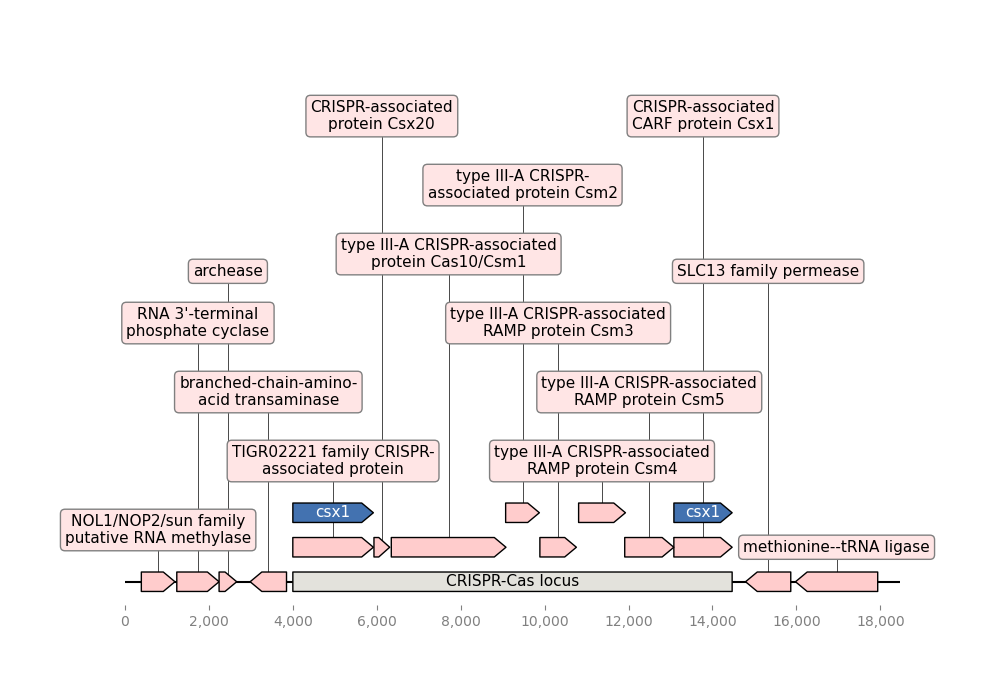 CRISPR-associated
protein Csx20
CRISPR-associated
CARF protein Csx1
type III-A CRISPR-
associated protein Csm2
type III-A CRISPR-associated
protein Cas10/Csm1
archease
SLC13 family permease
RNA 3'-terminal
phosphate cyclase
type III-A CRISPR-associated
RAMP protein Csm3
branched-chain-amino-
acid transaminase
type III-A CRISPR-associated
RAMP protein Csm5
TIGR02221 family CRISPR-
associated protein
type III-A CRISPR-associated
RAMP protein Csm4
csx1
csx1
NOL1/NOP2/sun family
putative RNA methylase
methionine--tRNA ligase
CRISPR-Cas locus
0 2,000 4,000 6,000 8,000 10,000 12,000 14,000 16,000 18,000